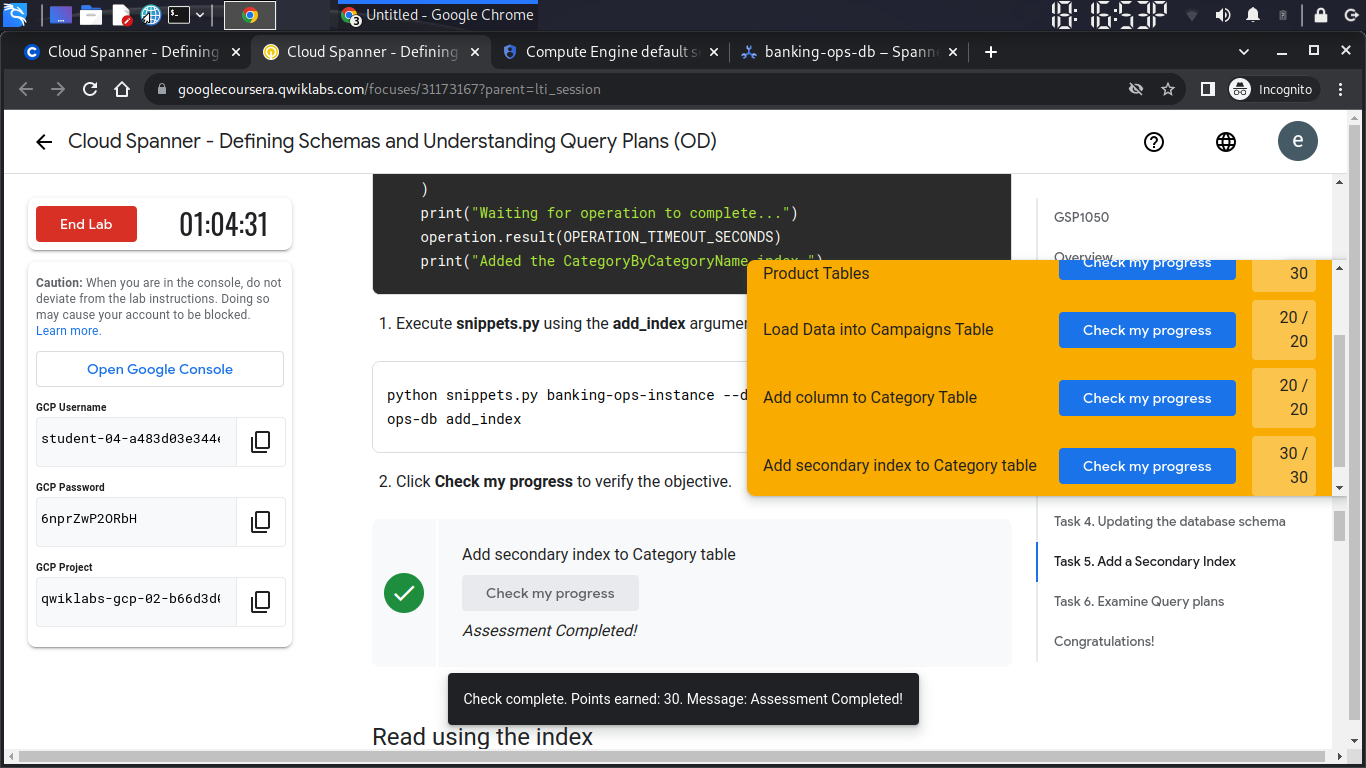 Untitled - Google Chrome
3
18:16:53P
Cloud Spanner - Defining
Cloud Spanner - Defining
Compute Engine default s
banking-ops-db – Spann
googlecoursera.qwiklabs.com/focuses/31173167?parent=lti_session
Incognito
Cloud Spanner - Defining Schemas and Understanding Query Plans (OD)
e
End Lab
01:04:31
Caution: When you are in the console, do not
deviate from the lab instructions. Doing so
may cause your account to be blocked.
Learn more.
Open Google Console
GCP Username
student-04-a483d03e344
GCP Password
6nprZwP2ORbH
GCP Project
qwiklabs-gcp-02-b66d3d
)
print("Waiting for operation to complete...")
operation.result(OPERATION_TIMEOUT_SECONDS)
print("Added the CategoryByCategoryName index.")
1. Execute snippets.py using the add_index argumen
python snippets.py banking-ops-instance --d
ops-db add_index
2. Click Check my progress to verify the objective.
Add secondary index to Category table
Check my progress
Assessment Completed!
Check complete. Points earned: 30. Message: Assessment Completed!
Read using the index
GSP1050
Overview
Product Tables
Check my progress
30
Load Data into Campaigns Table
Check my progress
20 /
20
Add column to Category Table
Check my progress
20 /
20
Add secondary index to Category table
Check my progress
30 /
30
Task 4. Updating the database schema
Task 5. Add a Secondary Index
Task 6. Examine Query plans
Congratulations!